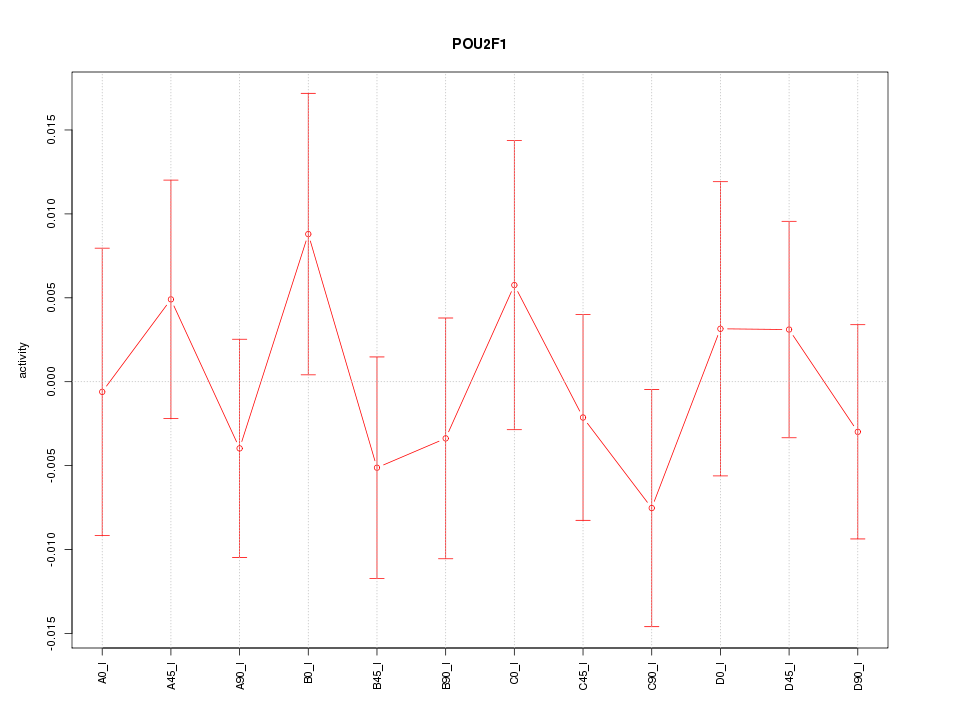 POU2F1
activity
0.015
0.010
0.005
0.000
-0.005
-0.010
-0.015
A0_I
A45_I
A90_I
B0_I
B45_I
B90_I
C0_I
C45_I
C90_I
D0_I
D45_I
D90_I